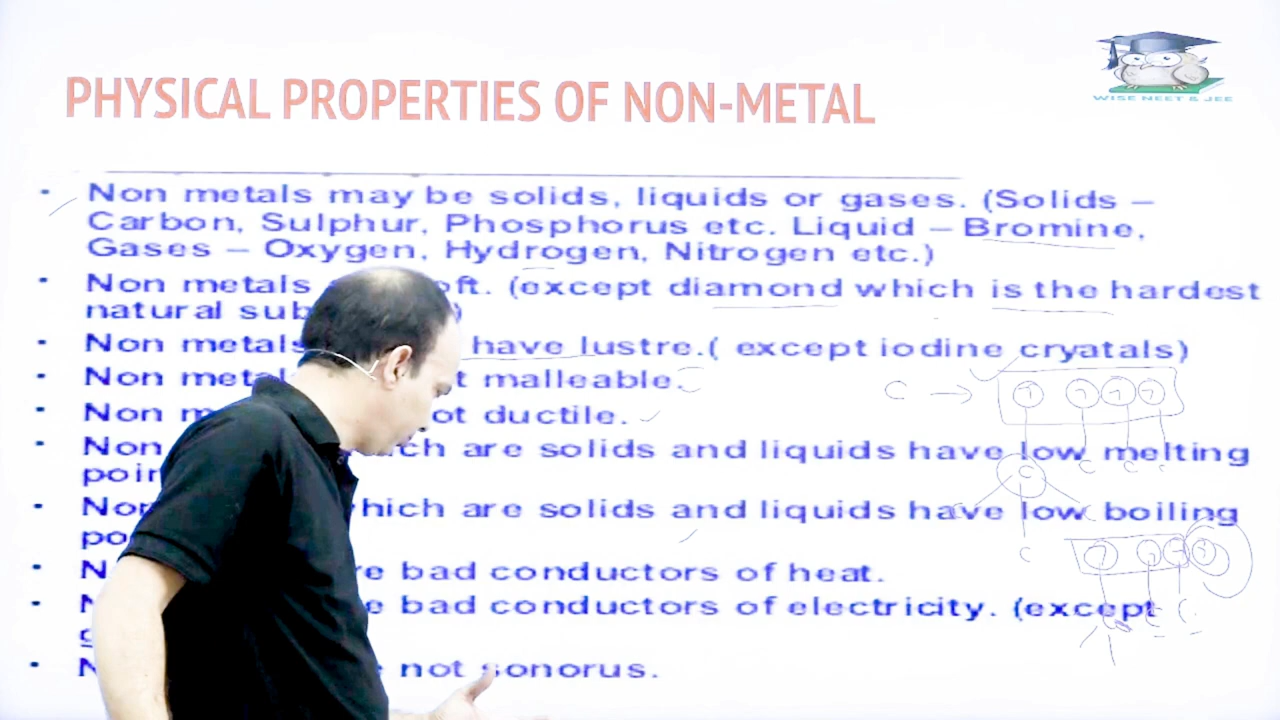 WISE NEET & JEE
PHYSICAL PROPERTIES OF NON-METAL
Non metals may be solids, liquids or gases. (Solids –
Carbon, Sulphur, Phosphorus etc. Liquid – Bromine,
Gases – Oxygen, Hydrogen, Nitrogen etc.)
Non metals oft. (except diamond which is the hardest
natural sub
Non metals have lustre.( except iodine cryatals)
Non metal t malleable.
C →
Non m ot ductile.
Non ch are solids and liquids have low melting
poin
Non hich are solids and liquids have low boiling
po
N e bad conductors of heat.
N e bad conductors of electricity. (except
N not sonorus.